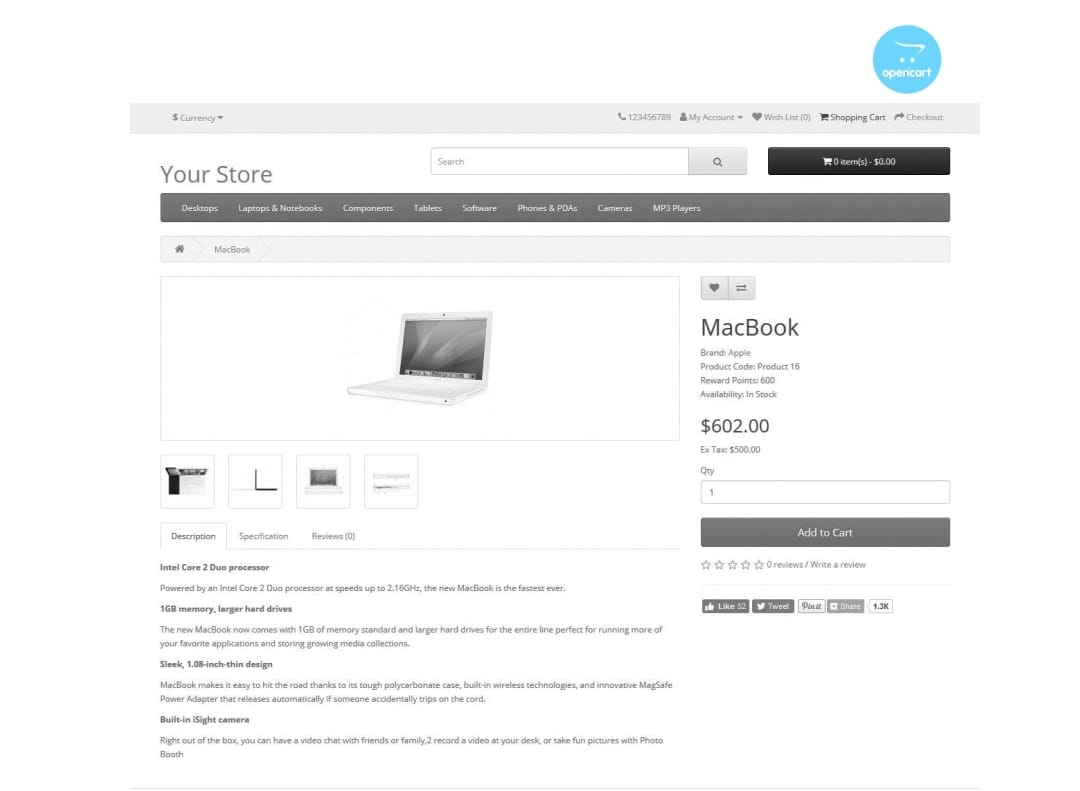 opencart
$ Currency
123456789 My Account Wish List (0) Shopping Cart Checkout
Your Store
Search
0 item(s) - $0.00
Desktops Laptops & Notebooks Components Tablets Software Phones & PDAs Cameras MP3 Players
MacBook
MacBook
Brand: Apple
Product Code: Product 16
Reward Points: 600
Availability: In Stock
$602.00
Ex Tax: $500.00
Qty
1
Add to Cart
0 reviews / Write a review
Like 52 Tweet Pin it Share 1.3K
Description Specification Reviews (0)
Intel Core 2 Duo processor
Powered by an Intel Core 2 Duo processor at speeds up to 2.16GHz, the new MacBook is the fastest ever.
1GB memory, larger hard drives
The new MacBook now comes with 1GB of memory standard and larger hard drives for the entire line perfect for running more of
your favorite applications and storing growing media collections.
Sleek, 1.08-inch-thin design
MacBook makes it easy to hit the road thanks to its tough polycarbonate case, built-in wireless technologies, and innovative MagSafe
Power Adapter that releases automatically if someone accidentally trips on the cord.
Built-in iSight camera
Right out of the box, you can have a video chat with friends or family,2 record a video at your desk, or take fun pictures with Photo
Booth